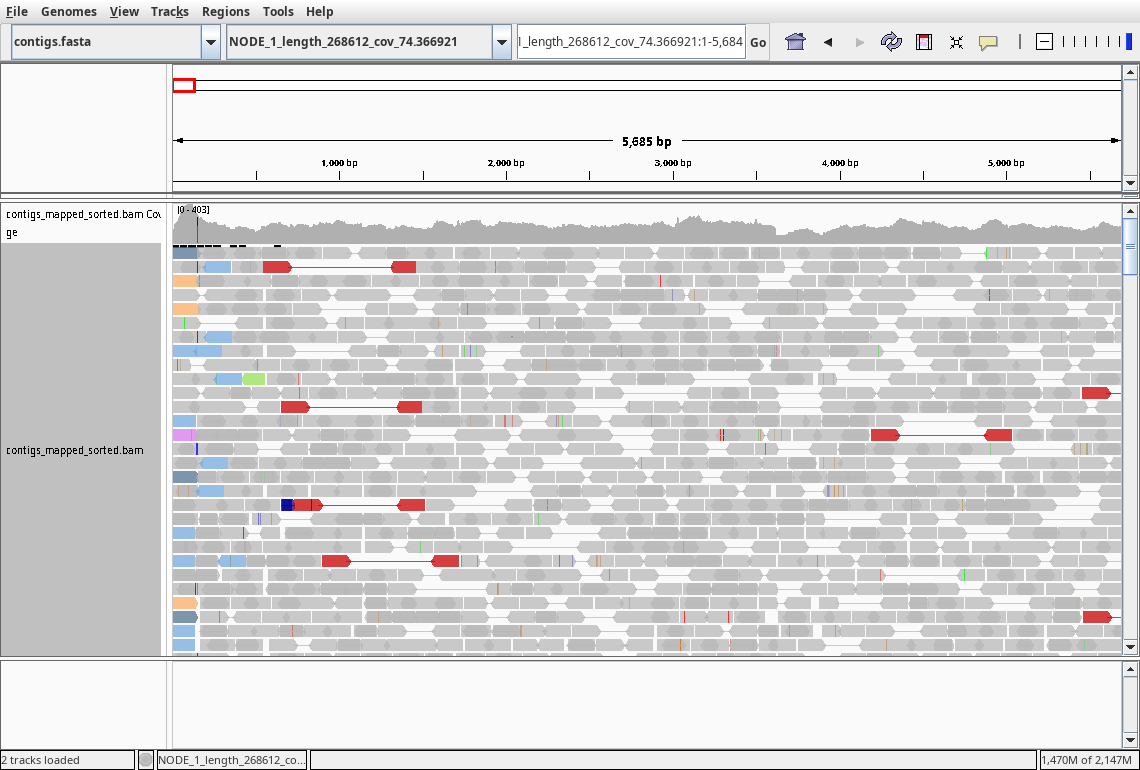 File Genomes View Tracks Regions Tools Help
contigs.fasta NODE_1_length_268612_cov_74.366921 l_length_268612_cov_74.366921:1-5,684 Go
5,685 bp
1,000 bp 2,000 bp 3,000 bp 4,000 bp 5,000 bp
[0 - 403]
contigs_mapped_sorted.bam Cov
ge
contigs_mapped_sorted.bam
2 tracks loaded NODE_1_length_268612_co... 1,470M of 2,147M